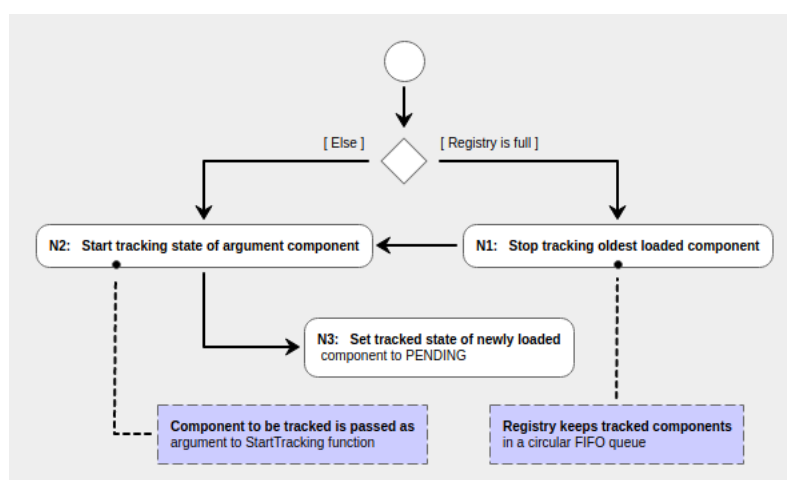 [ Else ]
[ Registry is full ]
N2: Start tracking state of argument component
N1: Stop tracking oldest loaded component
N3: Set tracked state of newly loaded
component to PENDING
Component to be tracked is passed as
argument to StartTracking function
Registry keeps tracked components
in a circular FIFO queue